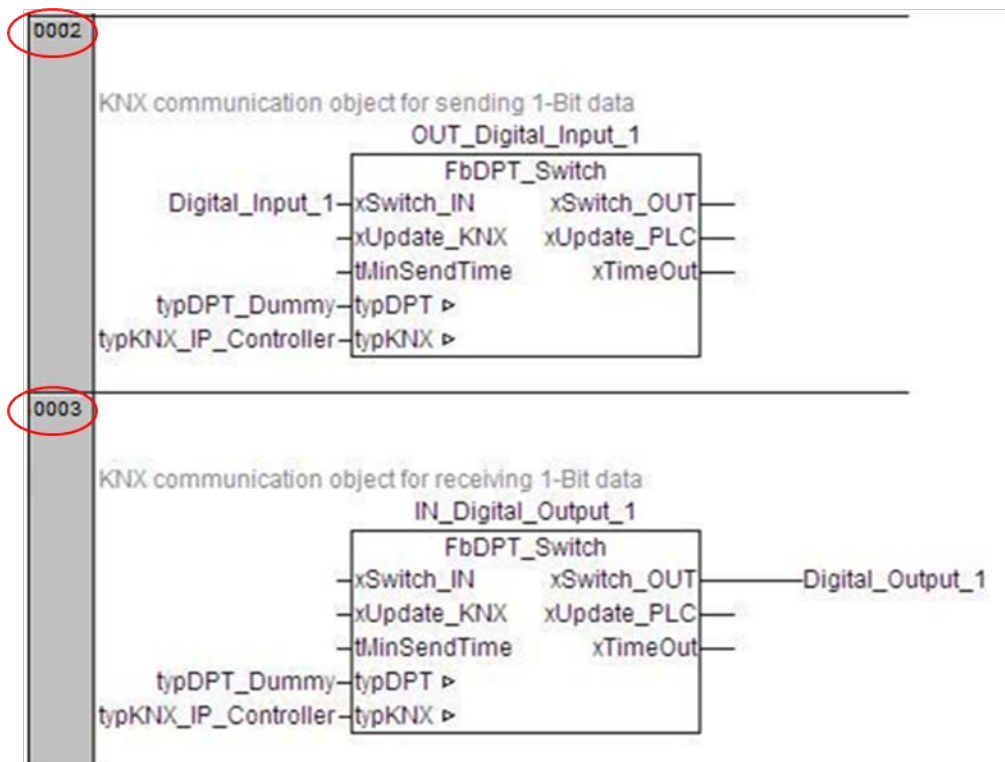 0002
KNX communication object for sending 1-Bit data
OUT_Digital_Input_1
FbDPT_Switch
Digital_Input_1 xSwitch_IN xSwitch_OUT
xUpdate_KNX xUpdate_PLC
tMinSendTime xTimeOut
typDPT_Dummy typDPT
typKNX_IP_Controller typKNX
0003
KNX communication object for receiving 1-Bit data
IN_Digital_Output_1
FbDPT_Switch
xSwitch_IN xSwitch_OUT Digital_Output_1
xUpdate_KNX xUpdate_PLC
tMinSendTime xTimeOut
typDPT_Dummy typDPT
typKNX_IP_Controller typKNX